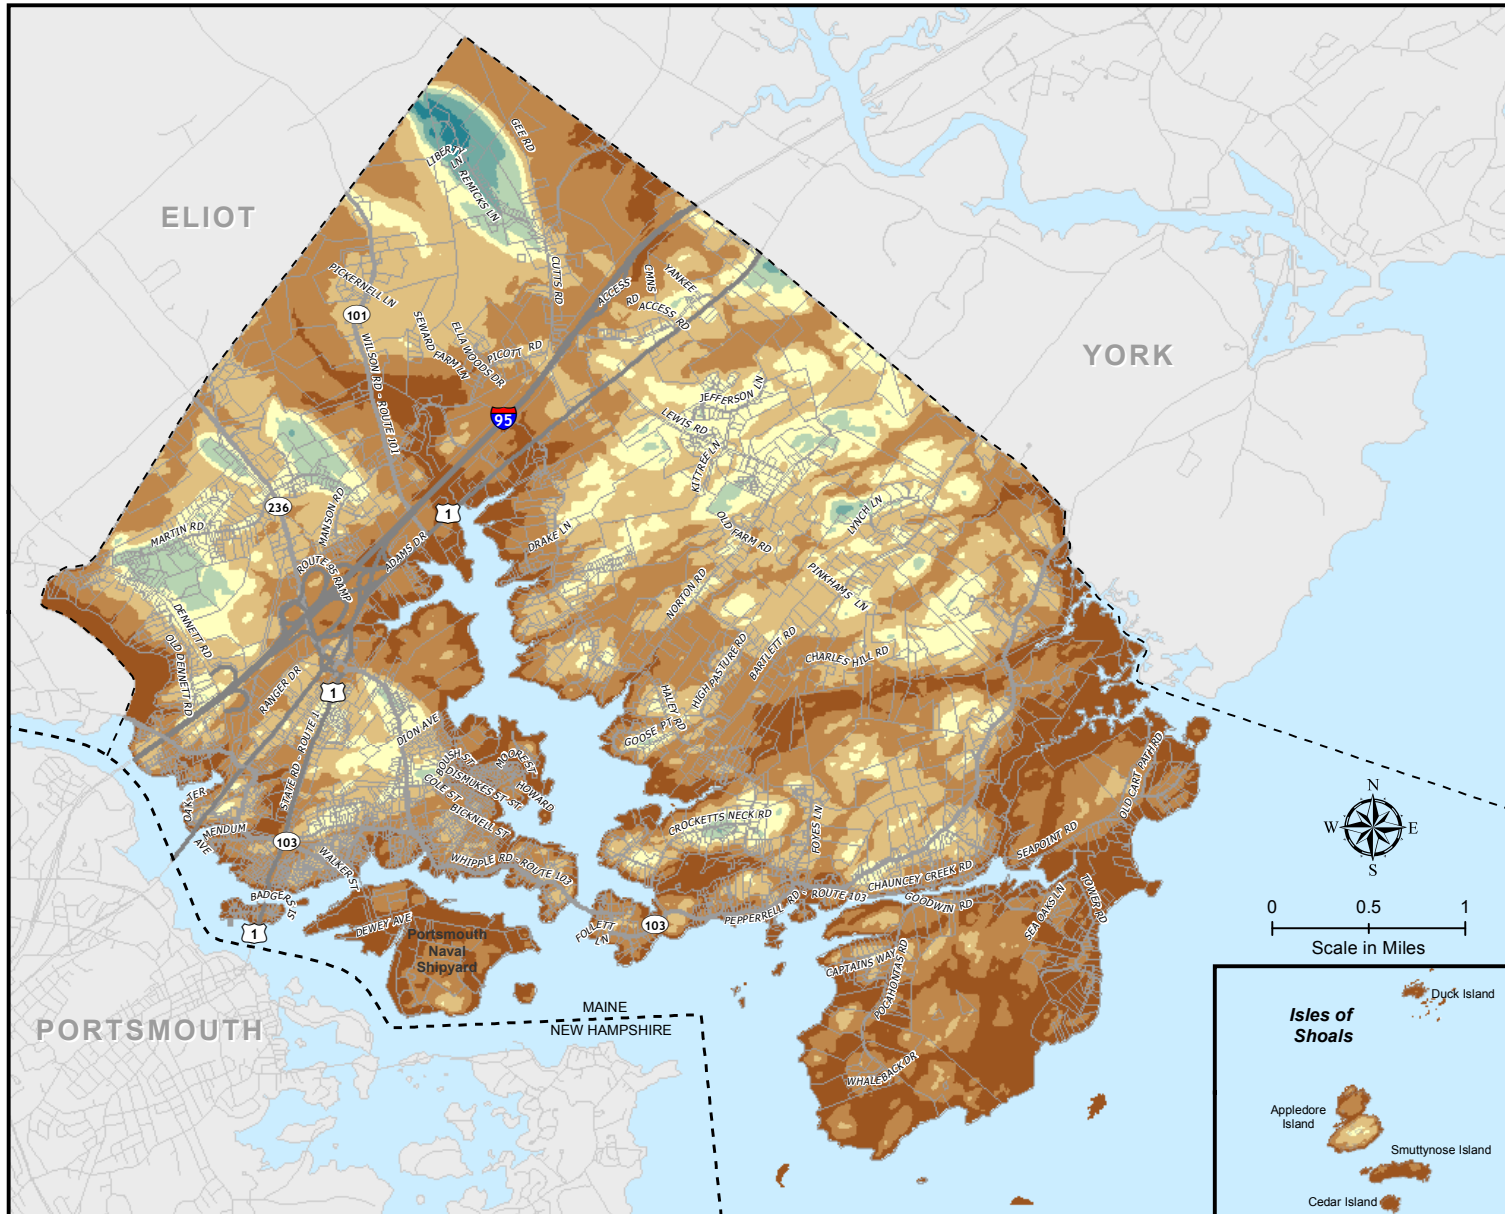 GEE RD
LIBERTY
LN
REMICKS LN
ELIOT
CUTTS RD
ACCESS
RD
CMNS
YANKEE
ACCESS RD
PICKERNELL LN
101
WILSON RD - ROUTE 101
SEWARD
FARM LN
ELLA WOODS DR
PICOTT RD
YORK
95
JEFFERSON LN
LEWIS RD
KITTREE LN
236
MANSON RD
MARTIN RD
1
ADAMS DR
DRAKE LN
OLD FARM RD
LYNCH LN
ROUTE 95 RAMP
NORTON RD
PINKHAMS LN
DENNETT RD
OLD DENNETT RD
RANGER DR
1
HIGH PASTURE RD
BARTLETT RD
CHARLES HILL RD
HALEY RD
GOOSE PT
DION AVE
STATE RD - ROUTE 1
BOUSH ST
MOORE ST
DISMUKES ST
ST
HOWARD
COLE ST
BICKNELL ST
OLD CART PATH RD
OAK TER
MENDUM
AVE
103
WALKER ST
WHIPPLE RD - ROUTE 103
CROCKETTS NECK RD
FOYES LN
SEAPOINT RD
CHAUNCEY CREEK RD
BADGERS
ST
DEWEY AVE
1
Portsmouth
Naval
Shipyard
FOLLETT
LN
103
PEPPERRELL RD - ROUTE 103
GOODWIN RD
SEA OAKS LN
TOWER RD
CAPTAINS WAY
POCAHONTAS RD
WHALEBACK DR
N
W E
S
0 0.5 1
Scale in Miles
PORTSMOUTH
MAINE
NEW HAMPSHIRE
Isles of
Shoals
Duck Island
Appledore
Island
Smuttynose Island
Cedar Island